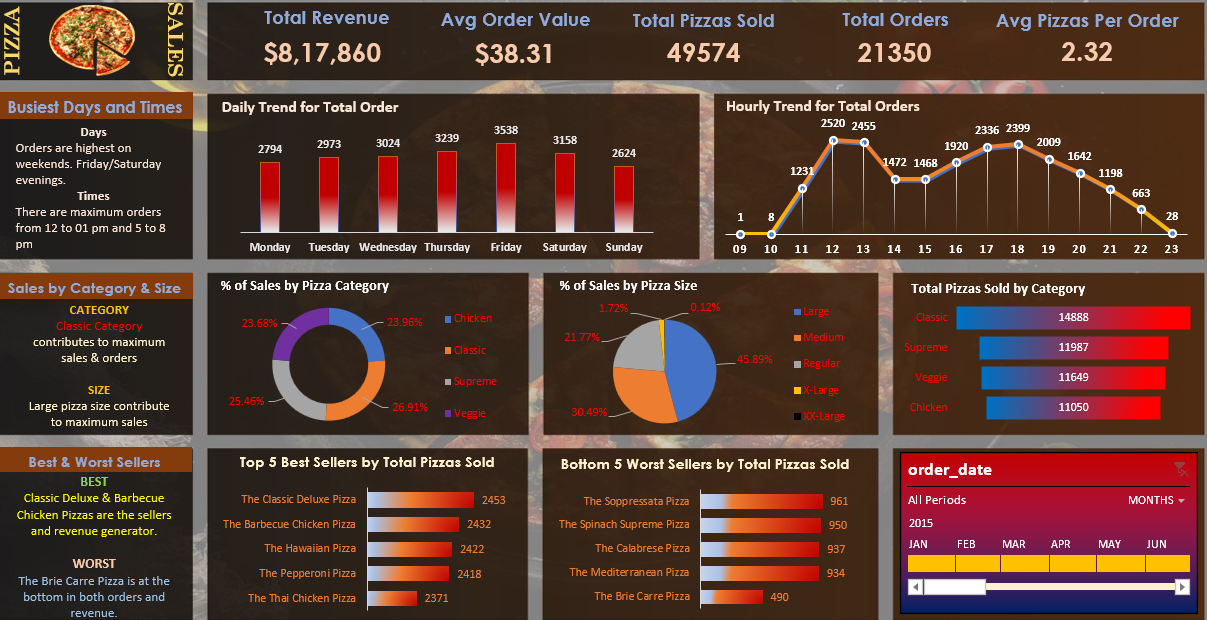 PIZZA
SALES
Total Revenue
$8,17,860
Avg Order Value
$38.31
Total Pizzas Sold
49574
Total Orders
21350
Avg Pizzas Per Order
2.32
Busiest Days and Times
Days
Orders are highest on
weekends. Friday/Saturday
evenings.
Times
There are maximum orders
from 12 to 01 pm and 5 to 8
pm
Daily Trend for Total Order
2794
2973
3024
3239
3538
3158
2624
Monday
Tuesday
Wednesday
Thursday
Friday
Saturday
Sunday
Hourly Trend for Total Orders
1
8
1231
2520
2455
1472
1468
1920
2336
2399
2009
1642
1198
663
28
09
10
11
12
13
14
15
16
17
18
19
20
21
22
23
Sales by Category & Size
CATEGORY
Classic Category
contributes to maximum
sales & orders
SIZE
Large pizza size contribute
to maximum sales
% of Sales by Pizza Category
23.68%
23.96%
25.46%
26.91%
Chicken
Classic
Supreme
Veggie
% of Sales by Pizza Size
1.72%
0.12%
21.77%
45.89%
30.49%
Large
Medium
Regular
X-Large
XX-Large
Total Pizzas Sold by Category
Classic
14888
Supreme
11987
Veggie
11649
Chicken
11050
Best & Worst Sellers
BEST
Classic Deluxe & Barbecue
Chicken Pizzas are the sellers
and revenue generator.
WORST
The Brie Carre Pizza is at the
bottom in both orders and
revenue.
Top 5 Best Sellers by Total Pizzas Sold
The Classic Deluxe Pizza
2453
The Barbecue Chicken Pizza
2432
The Hawaiian Pizza
2422
The Pepperoni Pizza
2418
The Thai Chicken Pizza
2371
Bottom 5 Worst Sellers by Total Pizzas Sold
The Soppressata Pizza
961
The Spinach Supreme Pizza
950
The Calabrese Pizza
937
The Mediterranean Pizza
934
The Brie Carre Pizza
490
order_date
All Periods
MONTHS
2015
JAN
FEB
MAR
APR
MAY
JUN